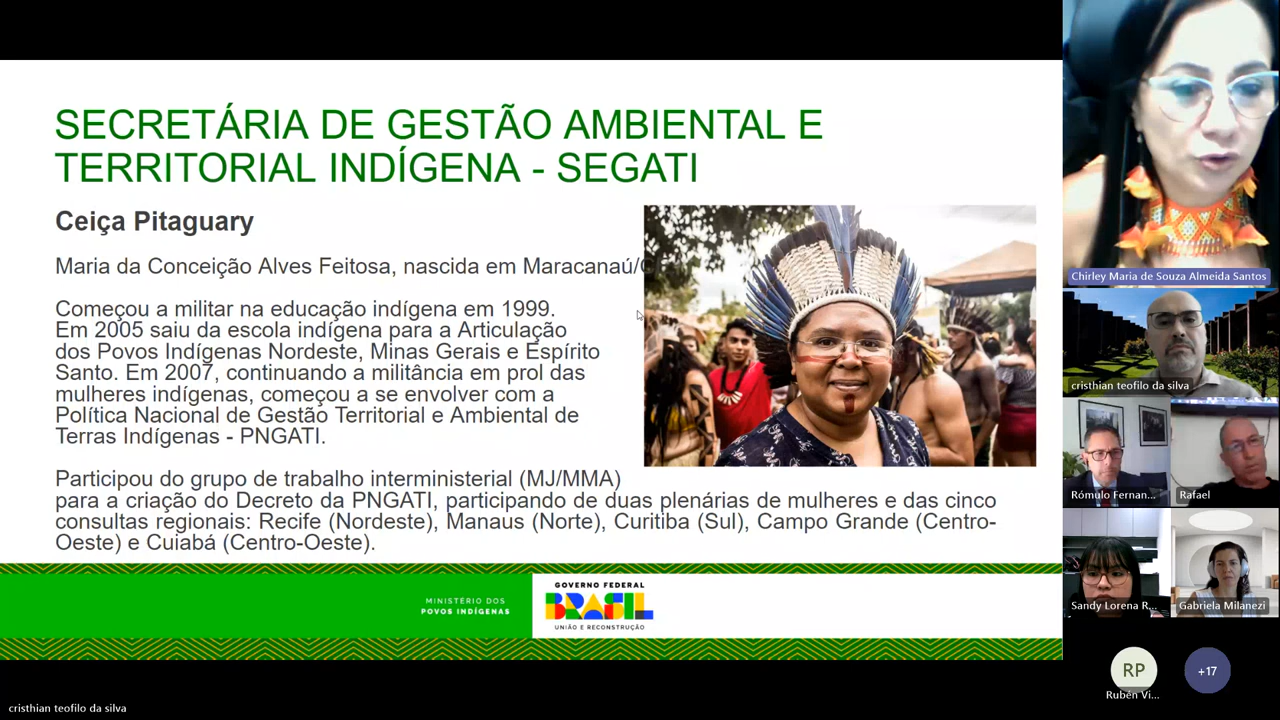 SECRETÁRIA DE GESTÃO AMBIENTAL E
TERRITORIAL INDÍGENA - SEGATI
Ceiça Pitaguary
Maria da Conceição Alves Feitosa, nascida em Maracanaú/C
Começou a militar na educação indígena em 1999.
Em 2005 saiu da escola indígena para a Articulação
dos Povos Indígenas Nordeste, Minas Gerais e Espírito
Santo. Em 2007, continuando a militância em prol das
mulheres indígenas, começou a se envolver com a
Política Nacional de Gestão Territorial e Ambiental de
Terras Indígenas - PNGATI.
Participou do grupo de trabalho interministerial (MJ/MMA)
para a criação do Decreto da PNGATI, participando de duas plenárias de mulheres e das cinco
consultas regionais: Recife (Nordeste), Manaus (Norte), Curitiba (Sul), Campo Grande (Centro-
Oeste) e Cuiabá (Centro-Oeste).
MINISTÉRIO DOS
POVOS INDÍGENAS
GOVERNO FEDERAL
BRASIL
UNIÃO E RECONSTRUÇÃO
Chirley Maria de Souza Almeida Santos
cristhian teofilo da silva
Rómulo Fernan...
Rafael
Sandy Lorena R...
Gabriela Milanezi
RP
+17
Rubén Vi...
cristhian teofilo da silva